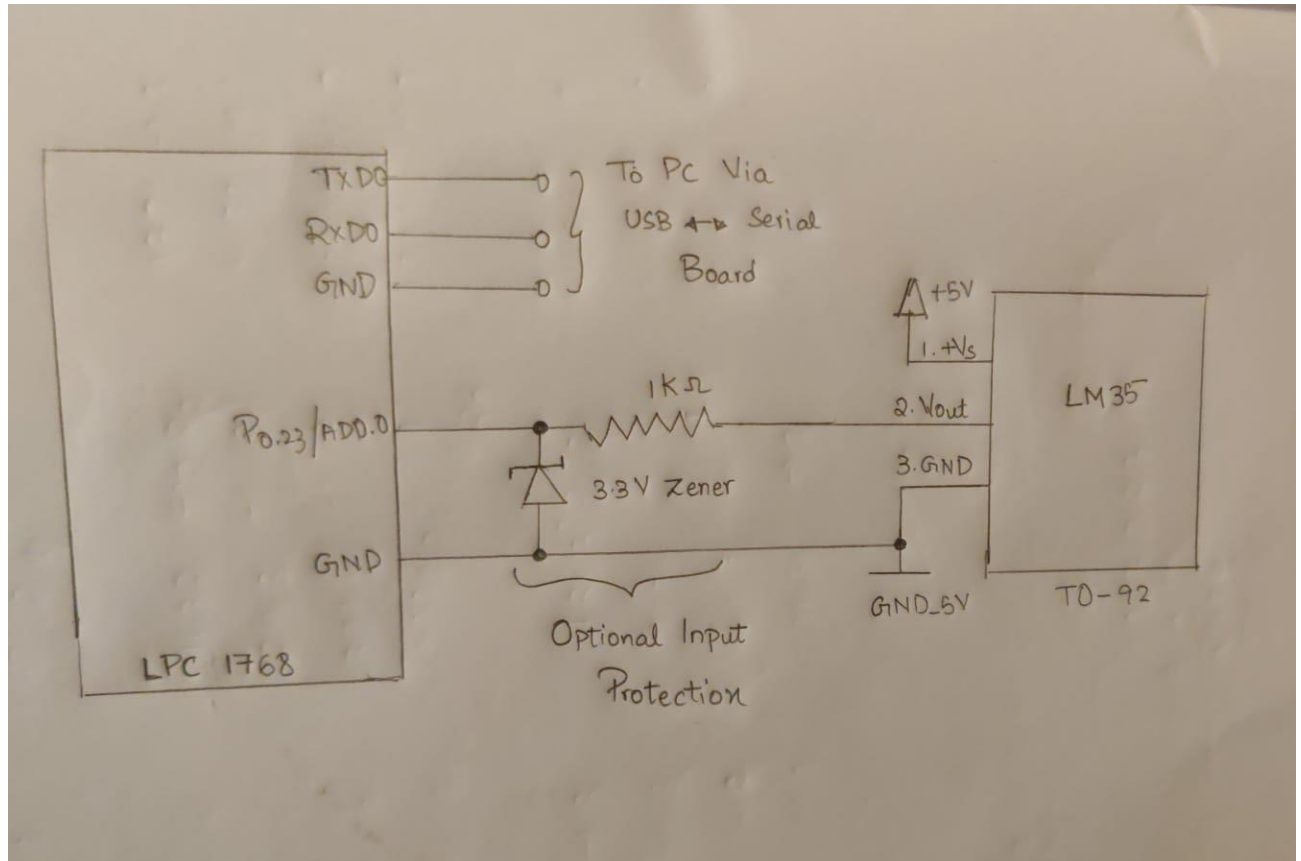 TXD0
RXD0
GND
To PC Via
USB ↔ Serial
Board
+5V
1. +Vs
1KΩ
2. Vout
LM35
P0.23/AD0.0
3. GND
3.3V Zener
GND
GND_5V
TO-92
Optional Input
Protection
LPC 1768